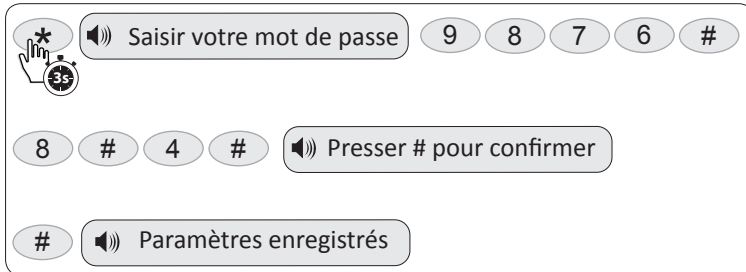 * Saisir votre mot de passe 9 8 7 6 #
3s
8 # 4 # Presser # pour confirmer
# Paramètres enregistrés